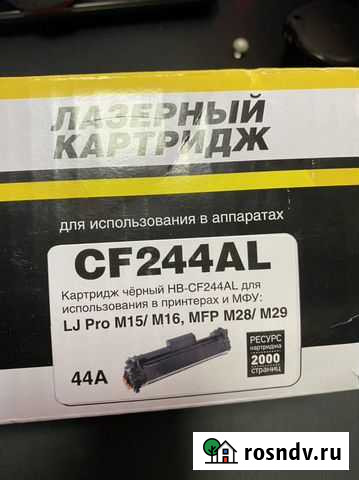 ЛАЗЕРНЫЙ
КАРТРИДЖ
для использования в аппаратах
CF244AL
Картридж чёрный HB-CF244AL для
использования в принтерах и МФУ:
LJ Pro M15/ M16, MFP M28/ M29
44A
РЕСУРС
картриджа
2000
страниц
rosndv.ru